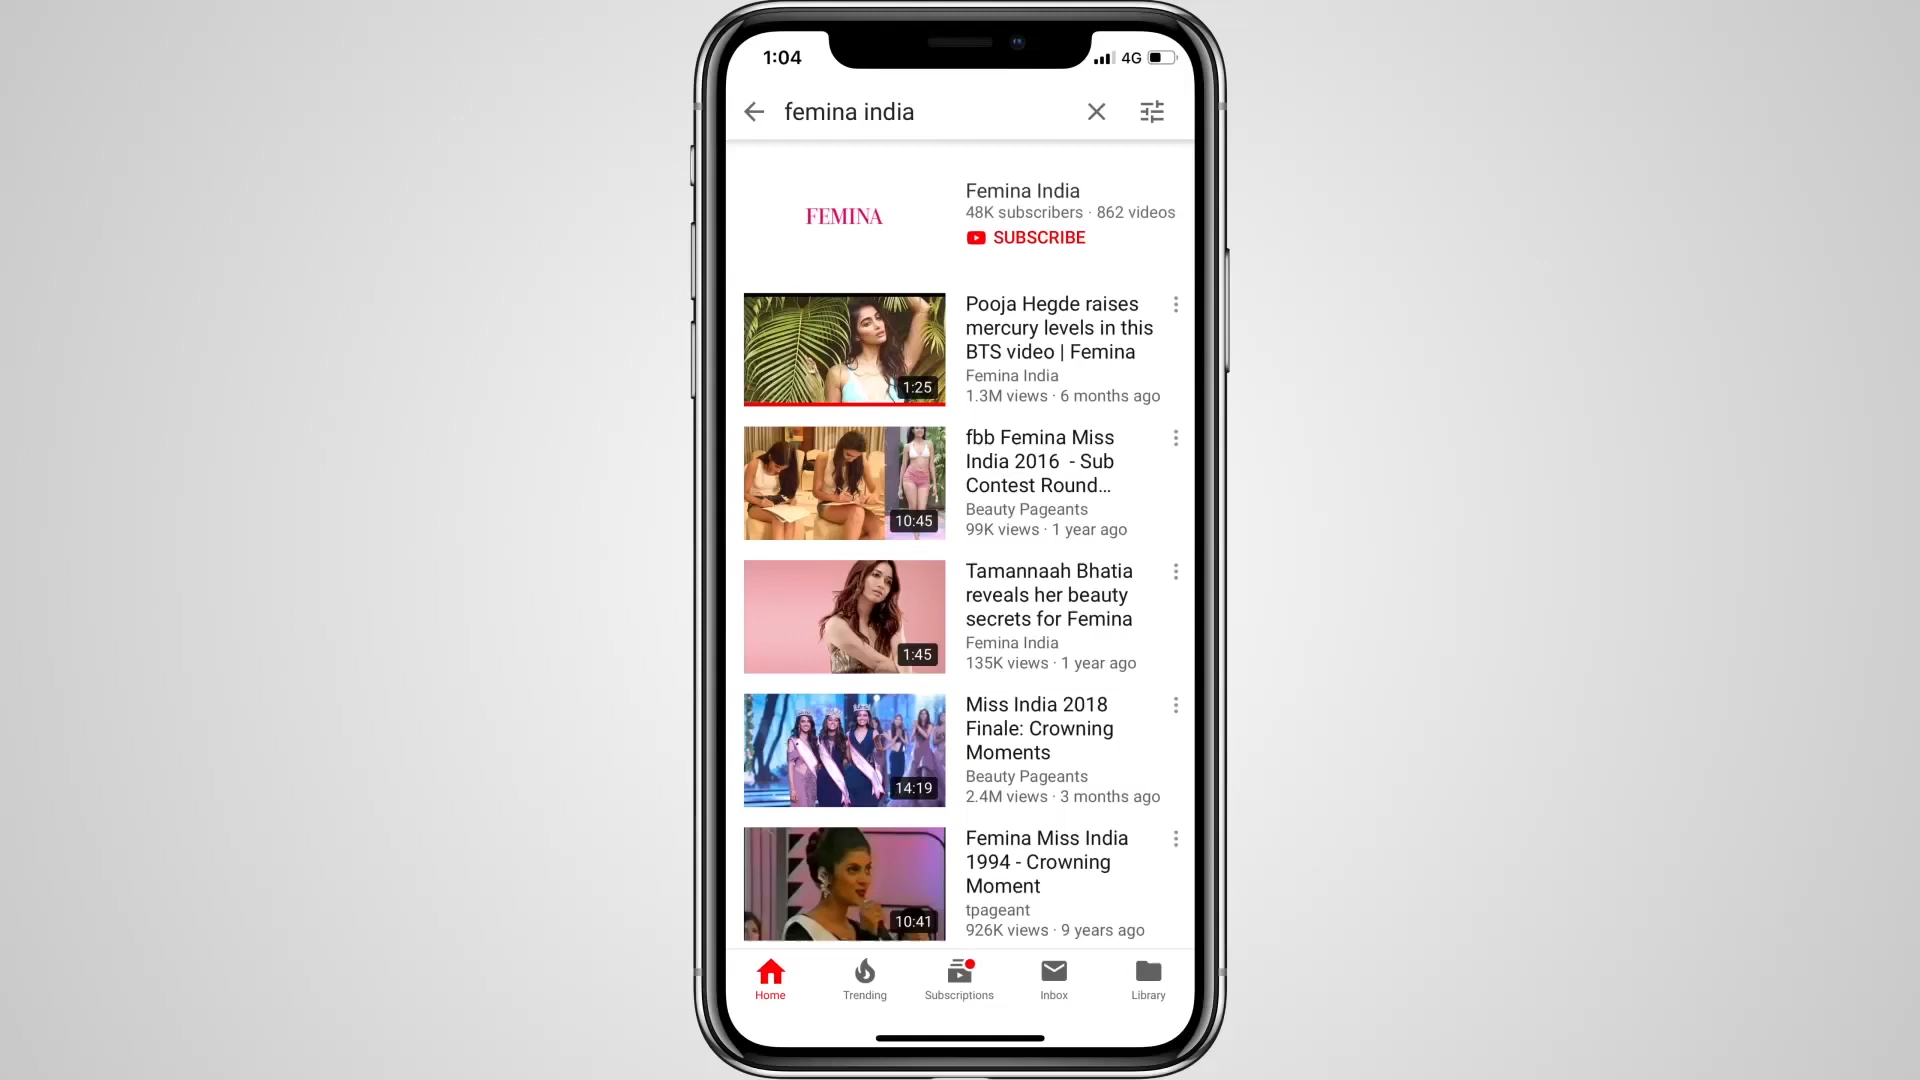 1:04
4G
femina india
FEMINA
Femina India
48K subscribers · 862 videos
SUBSCRIBE
1:25
Pooja Hegde raises
mercury levels in this
BTS video | Femina
Femina India
1.3M views · 6 months ago
10:45
fbb Femina Miss
India 2016 - Sub
Contest Round...
Beauty Pageants
99K views · 1 year ago
1:45
Tamannaah Bhatia
reveals her beauty
secrets for Femina
Femina India
135K views · 1 year ago
14:19
Miss India 2018
Finale: Crowning
Moments
Beauty Pageants
2.4M views · 3 months ago
10:41
Femina Miss India
1994 - Crowning
Moment
tpageant
926K views · 9 years ago
Home
Trending
Subscriptions
Inbox
Library